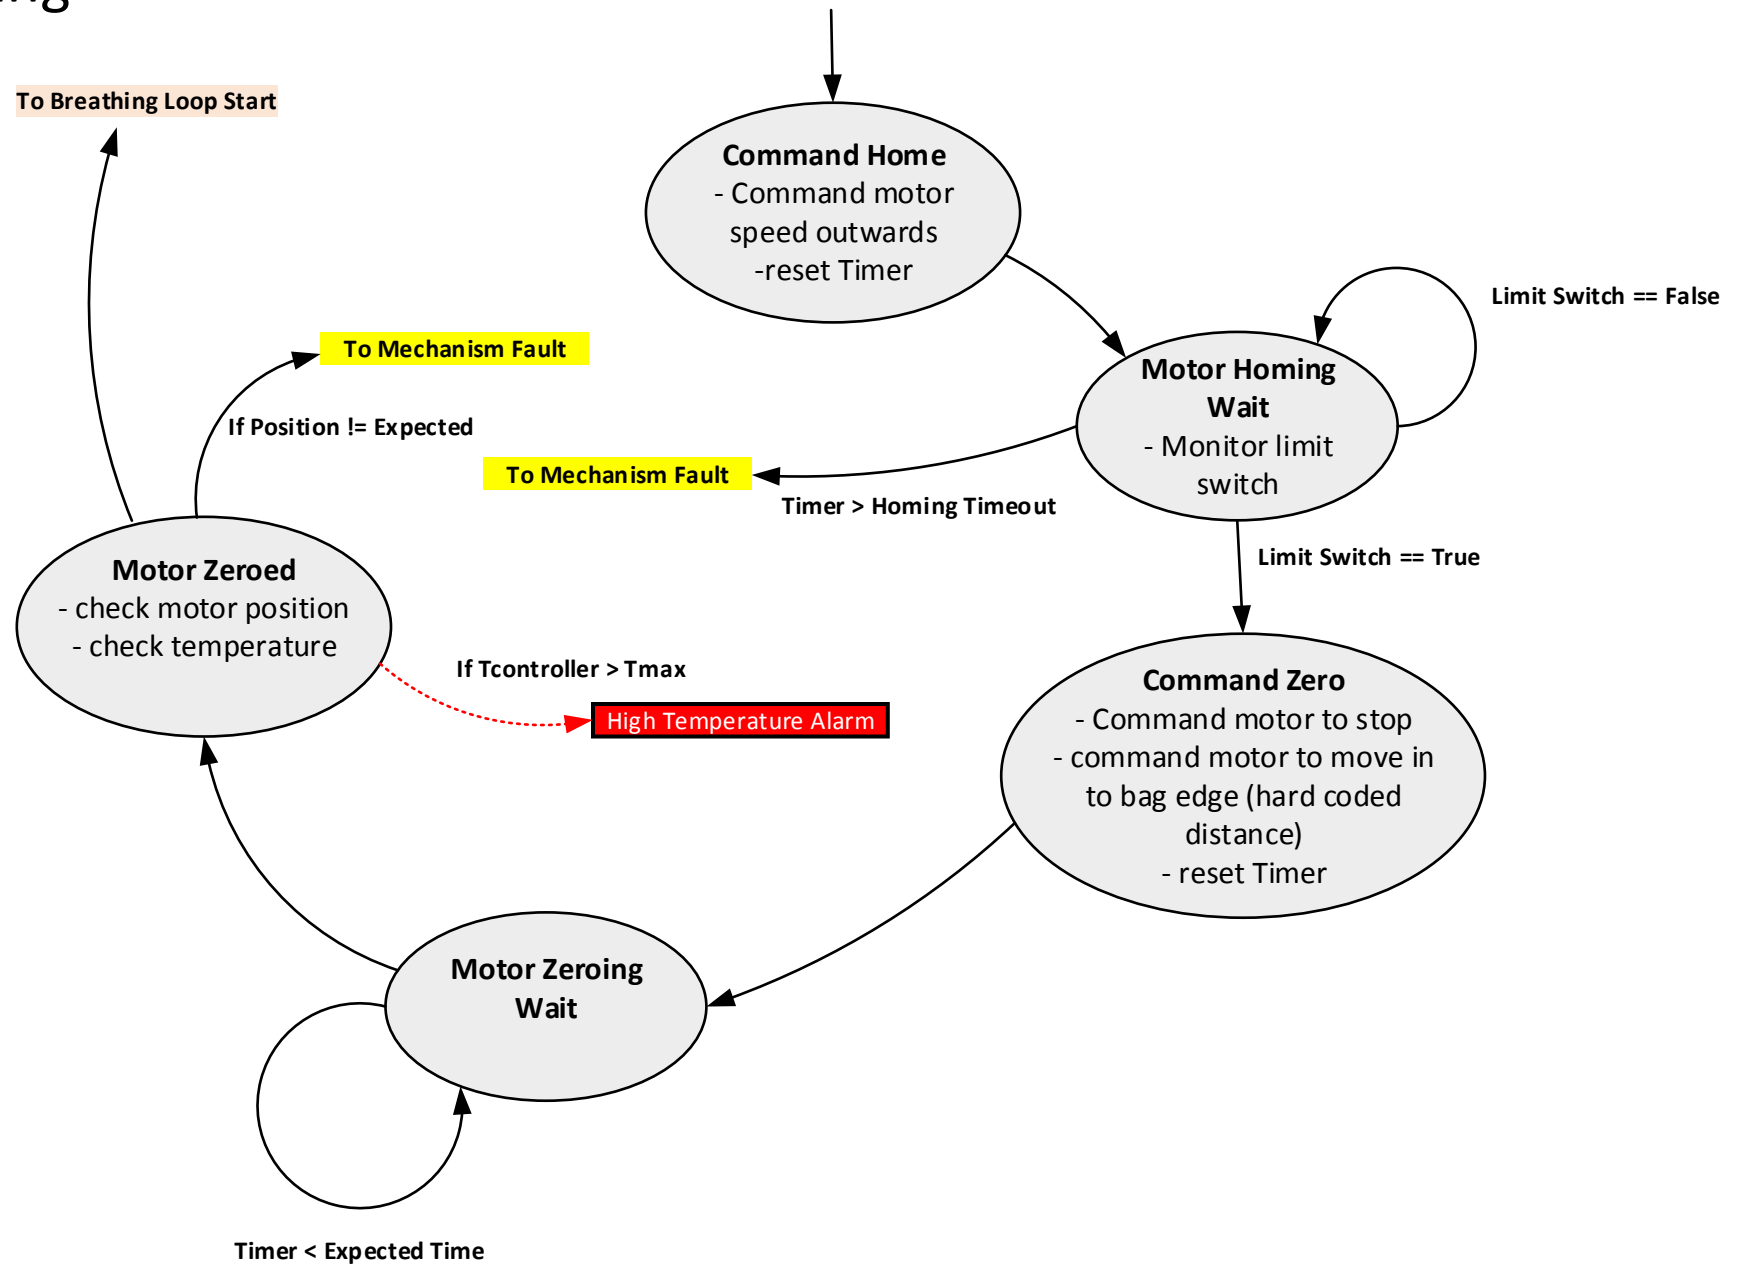 To Breathing Loop Start
Command Home
- Command motor
speed outwards
-reset Timer
Limit Switch == False
To Mechanism Fault
Motor Homing
Wait
- Monitor limit
switch
If Position != Expected
To Mechanism Fault
Timer > Homing Timeout
Limit Switch == True
Motor Zeroed
- check motor position
- check temperature
If Tcontroller > Tmax
High Temperature Alarm
Command Zero
- Command motor to stop
- command motor to move in
to bag edge (hard coded
distance)
- reset Timer
Motor Zeroing
Wait
Timer < Expected Time